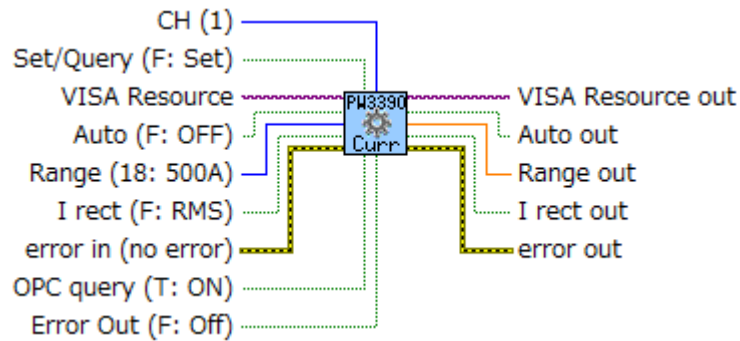 CH (1)
Set/Query (F: Set)
VISA Resource
PW3390
VISA Resource out
Auto (F: OFF)
Auto out
Range (18: 500A)
Curr
Range out
I rect (F: RMS)
I rect out
error in (no error)
error out
OPC query (T: ON)
Error Out (F: Off)